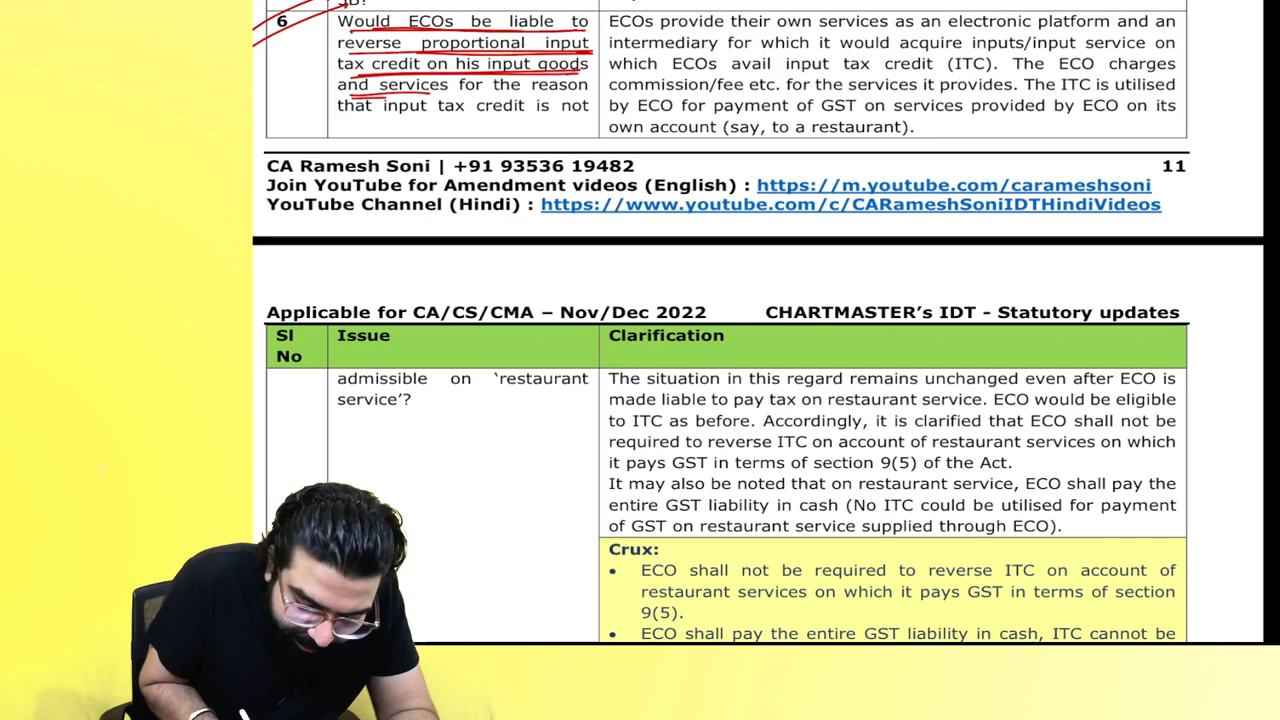 6
Would ECOs be liable to
reverse proportional input
tax credit on his input goods
and services for the reason
that input tax credit is not
ECOs provide their own services as an electronic platform and an
intermediary for which it would acquire inputs/input service on
which ECOs avail input tax credit (ITC). The ECO charges
commission/fee etc. for the services it provides. The ITC is utilised
by ECO for payment of GST on services provided by ECO on its
own account (say, to a restaurant).
CA Ramesh Soni | +91 93536 19482
11
Join YouTube for Amendment videos (English) : https://m.youtube.com/carameshsoni
YouTube Channel (Hindi) : https://www.youtube.com/c/CARameshSoniIDTHindiVideos
Applicable for CA/CS/CMA – Nov/Dec 2022
CHARTMASTER’s IDT - Statutory updates
Sl
No
Issue
Clarification
admissible on ‘restaurant
service’?
The situation in this regard remains unchanged even after ECO is
made liable to pay tax on restaurant service. ECO would be eligible
to ITC as before. Accordingly, it is clarified that ECO shall not be
required to reverse ITC on account of restaurant services on which
it pays GST in terms of section 9(5) of the Act.
It may also be noted that on restaurant service, ECO shall pay the
entire GST liability in cash (No ITC could be utilised for payment
of GST on restaurant service supplied through ECO).
Crux:
• ECO shall not be required to reverse ITC on account of
restaurant services on which it pays GST in terms of section
9(5).
• ECO shall pay the entire GST liability in cash, ITC cannot be